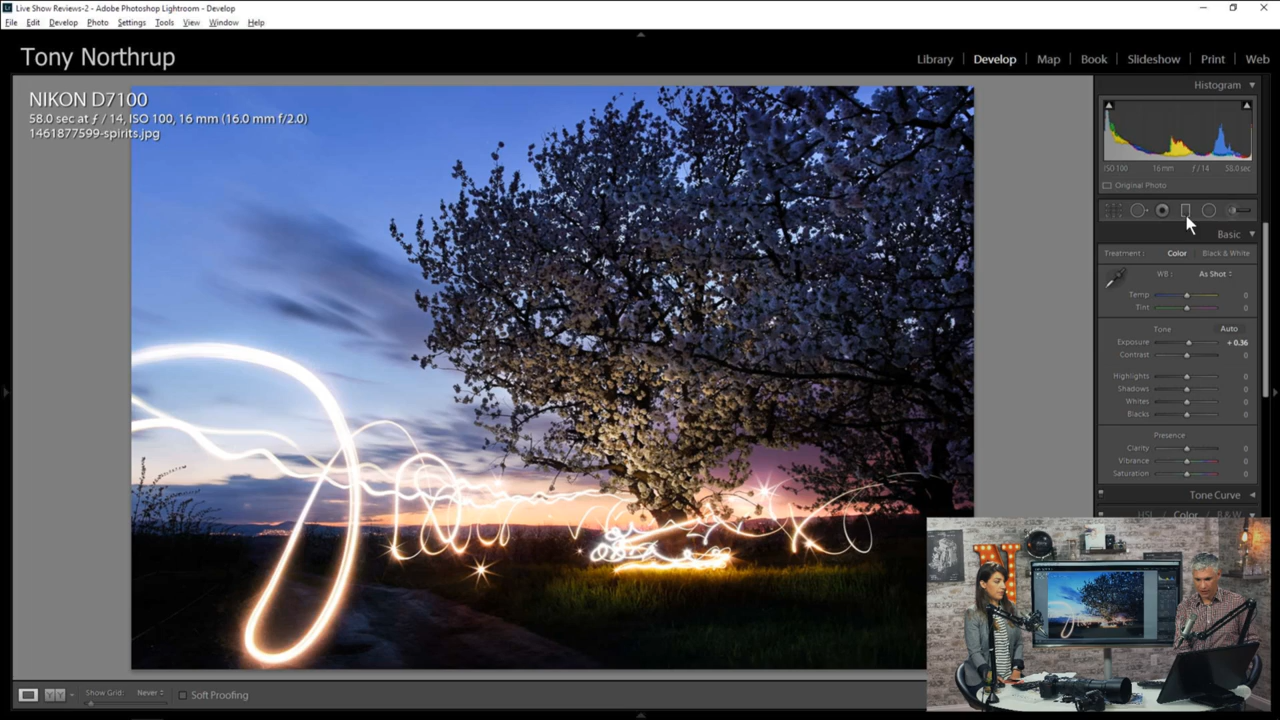 Live Show Reviews-2 - Adobe Photoshop Lightroom - Develop
File Edit Develop Photo Settings Tools View Window Help
Tony Northrup
Library | Develop | Map | Book | Slideshow | Print | Web
Histogram
NIKON D7100
58.0 sec at ƒ / 14, ISO 100, 16 mm (16.0 mm f/2.0)
1461877599-spirits.jpg
ISO 100 16 mm ƒ / 14 58.0 sec
Original Photo
Basic
Treatment : Color Black & White
WB : As Shot
Temp 0
Tint 0
Tone Auto
Exposure + 0.36
Contrast 0
Highlights 0
Shadows 0
Whites 0
Blacks 0
Presence
Clarity 0
Vibrance 0
Saturation 0
Tone Curve
HSL / Color / B & W
Show Grid: Never
Soft Proofing